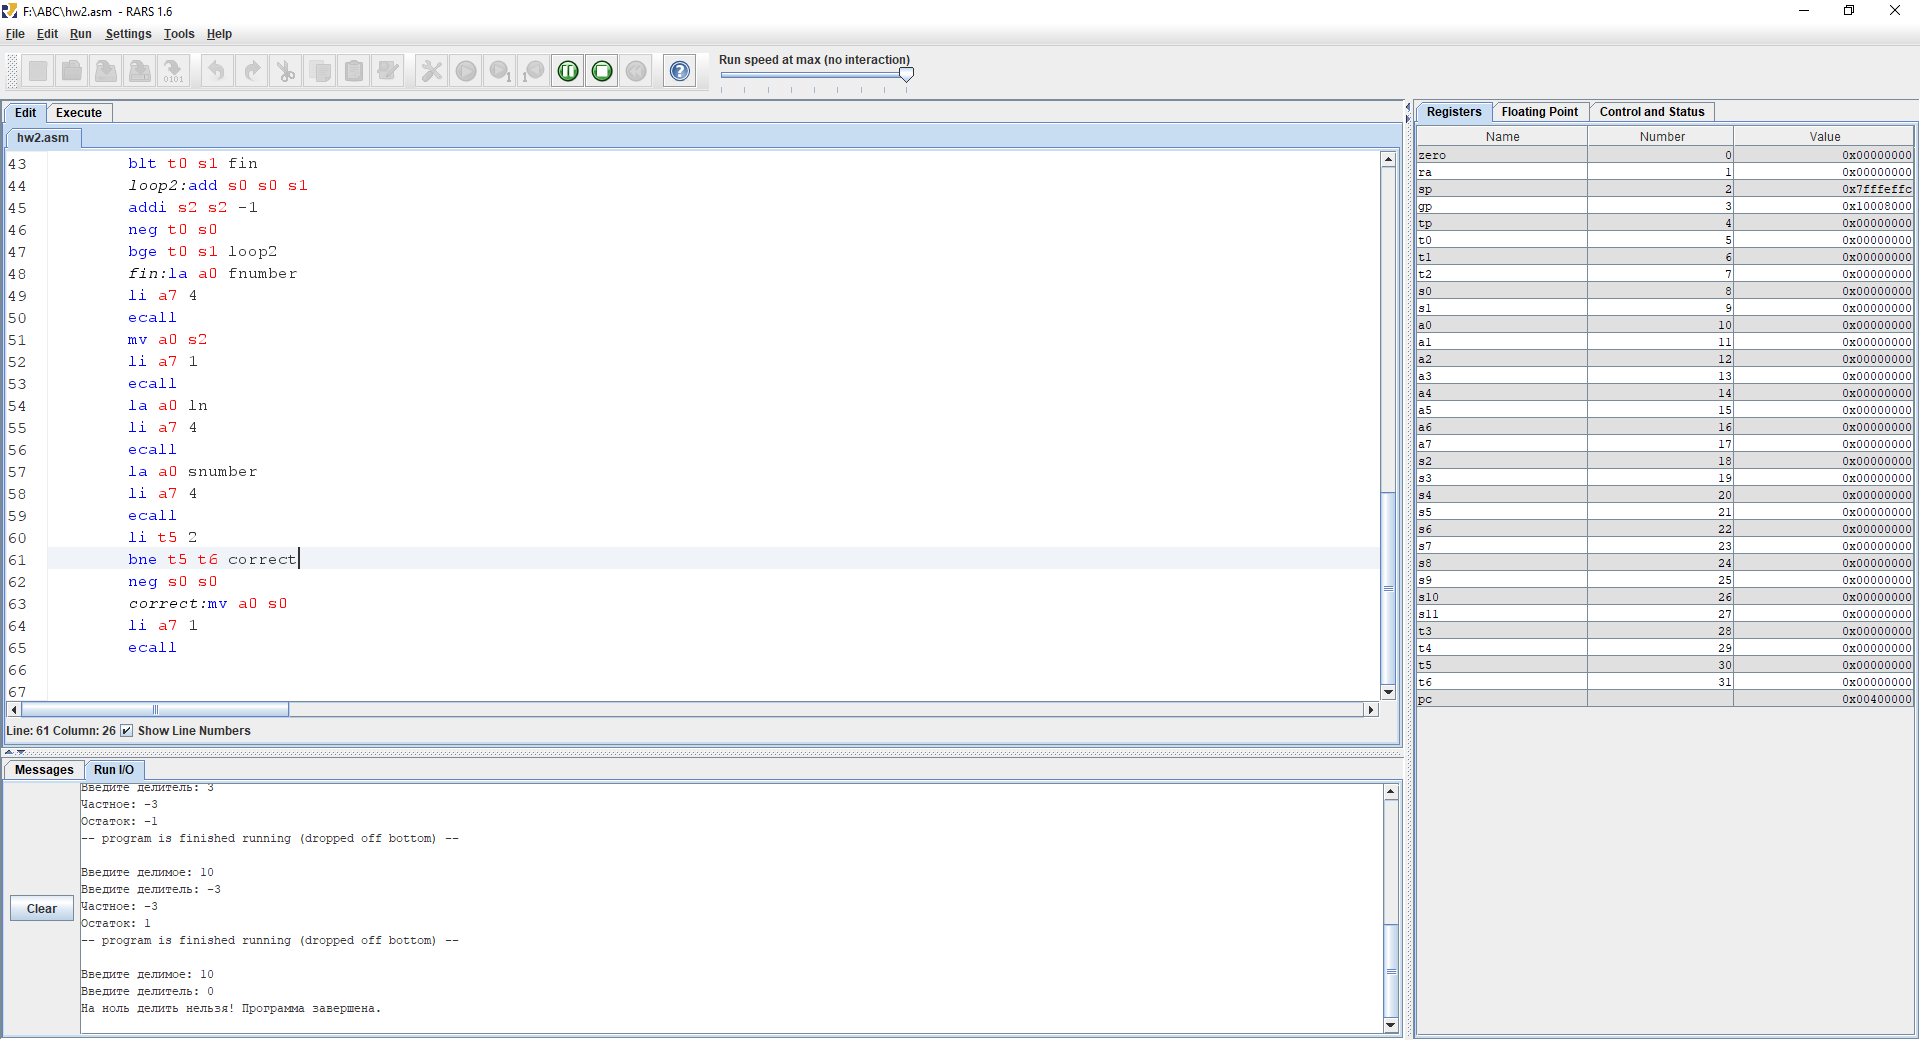 F:\ABC\hw2.asm - RARS 1.6
File Edit Run Settings Tools Help
Run speed at max (no interaction)
Edit Execute
hw2.asm
43 blt t0 s1 fin
44 loop2:add s0 s0 s1
45 addi s2 s2 -1
46 neg t0 s0
47 bge t0 s1 loop2
48 fin:la a0 fnumber
49 li a7 4
50 ecall
51 mv a0 s2
52 li a7 1
53 ecall
54 la a0 ln
55 li a7 4
56 ecall
57 la a0 snumber
58 li a7 4
59 ecall
60 li t5 2
61 bne t5 t6 correct
62 neg s0 s0
63 correct:mv a0 s0
64 li a7 1
65 ecall
66
67
Line: 61 Column: 26 Show Line Numbers
Messages Run I/O
Clear
Введите делитель: 3
Частное: -3
Остаток: -1
-- program is finished running (dropped off bottom) --
Введите делимое: 10
Введите делитель: -3
Частное: -3
Остаток: 1
-- program is finished running (dropped off bottom) --
Введите делимое: 10
Введите делитель: 0
На ноль делить нельзя! Программа завершена.
Registers Floating Point Control and Status
Name Number Value
zero 0 0x00000000
ra 1 0x00000000
sp 2 0x7fffeffc
gp 3 0x10008000
tp 4 0x00000000
t0 5 0x00000000
t1 6 0x00000000
t2 7 0x00000000
s0 8 0x00000000
s1 9 0x00000000
a0 10 0x00000000
a1 11 0x00000000
a2 12 0x00000000
a3 13 0x00000000
a4 14 0x00000000
a5 15 0x00000000
a6 16 0x00000000
a7 17 0x00000000
s2 18 0x00000000
s3 19 0x00000000
s4 20 0x00000000
s5 21 0x00000000
s6 22 0x00000000
s7 23 0x00000000
s8 24 0x00000000
s9 25 0x00000000
s10 26 0x00000000
s11 27 0x00000000
t3 28 0x00000000
t4 29 0x00000000
t5 30 0x00000000
t6 31 0x00000000
pc 0x00400000